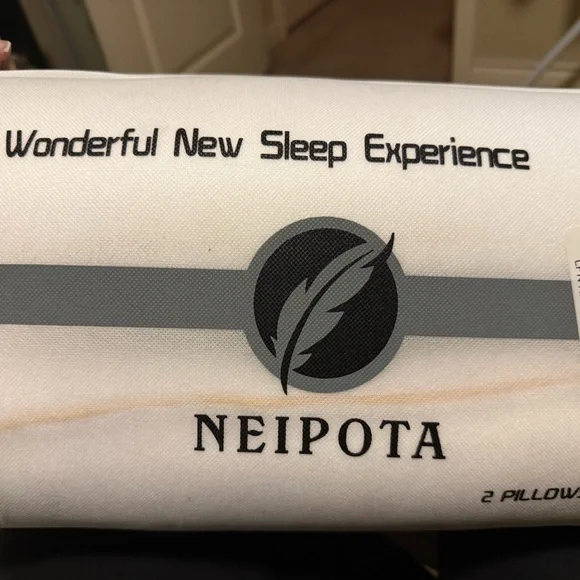 Wonderful New Sleep Experience
NEIPOTA
2 PILLOWS